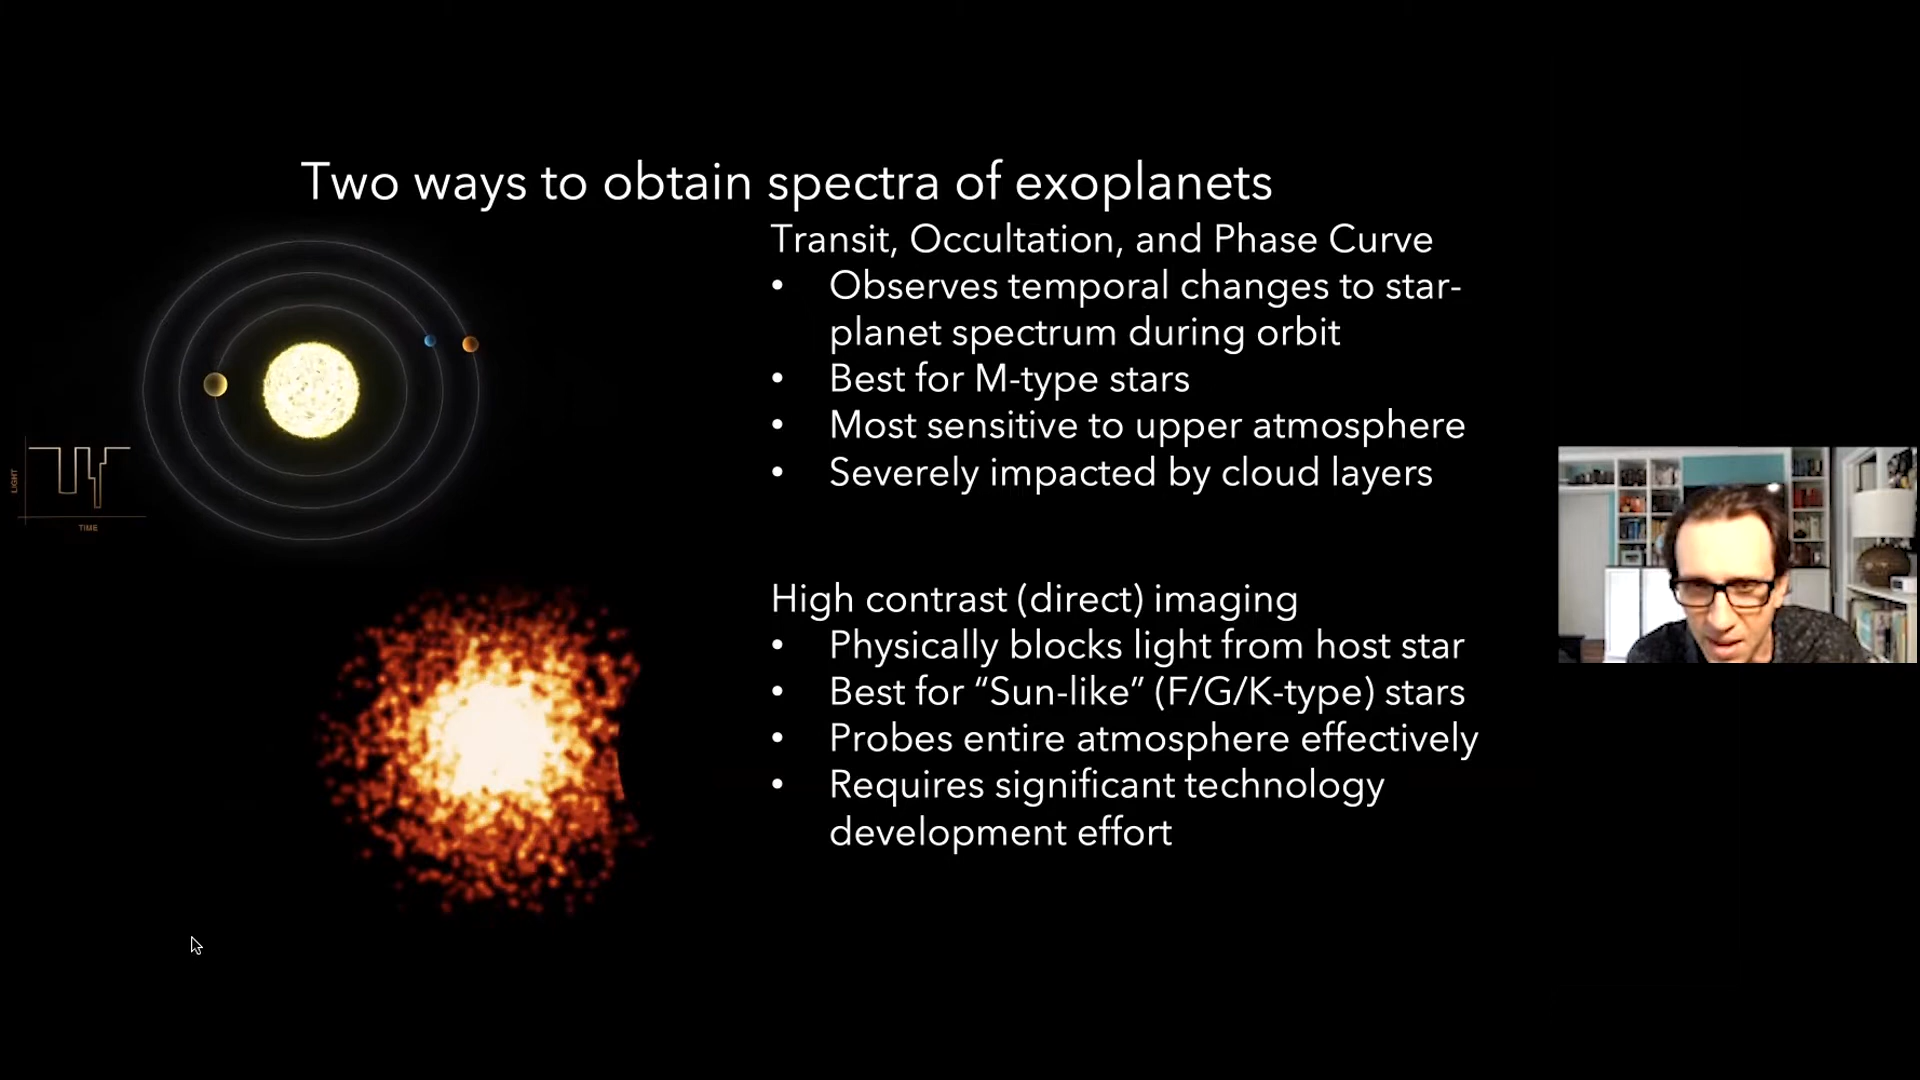 Two ways to obtain spectra of exoplanets
Transit, Occultation, and Phase Curve
• Observes temporal changes to star-
planet spectrum during orbit
• Best for M-type stars
• Most sensitive to upper atmosphere
• Severely impacted by cloud layers
LIGHT
TIME
High contrast (direct) imaging
• Physically blocks light from host star
• Best for “Sun-like” (F/G/K-type) stars
• Probes entire atmosphere effectively
• Requires significant technology
development effort